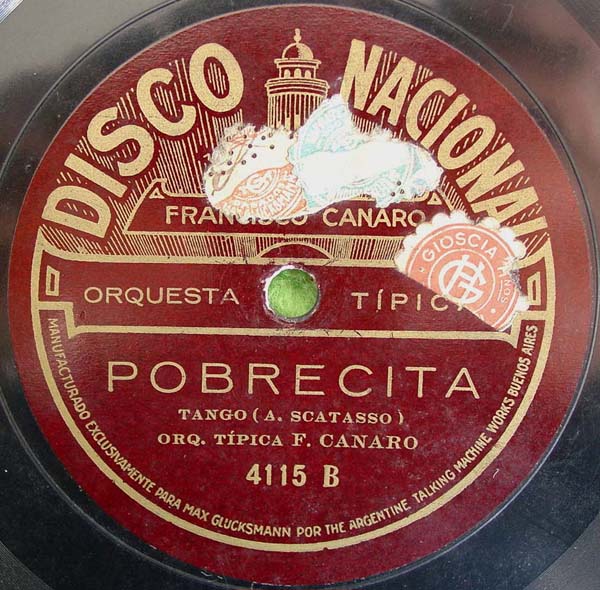 DISCO NACIONAL
FRANCISCO CANARO
ORQUESTA TÍPICA
GIOSCIA Hnos
POBRECITA
TANGO (A. SCATASSO)
ORQ. TÍPICA F. CANARO
4115 B
MANUFACTURADO EXCLUSIVAMENTE PARA MAX GLUCKSMANN POR THE ARGENTINE TALKING MACHINE WORKS BUENOS AIRES